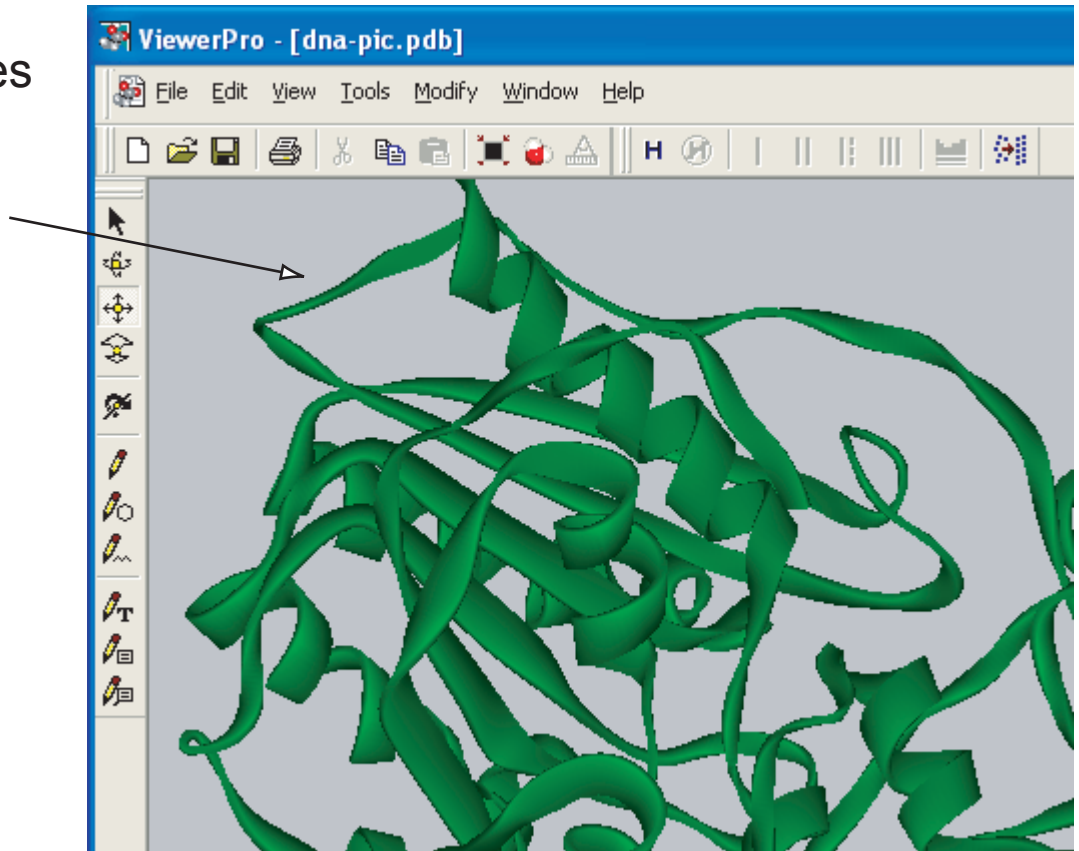 ViewerPro - [dna-pic.pdb]
es
File Edit View Tools Modify Window Help
H H
T